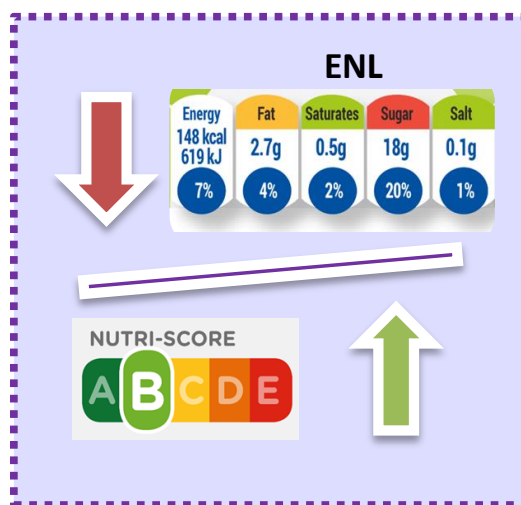 ENL
Energy Fat Saturates Sugar Salt
148 kcal 2.7g 0.5g 18g 0.1g
619 kJ
7% 4% 2% 20% 1%
NUTRI-SCORE
A B C D E